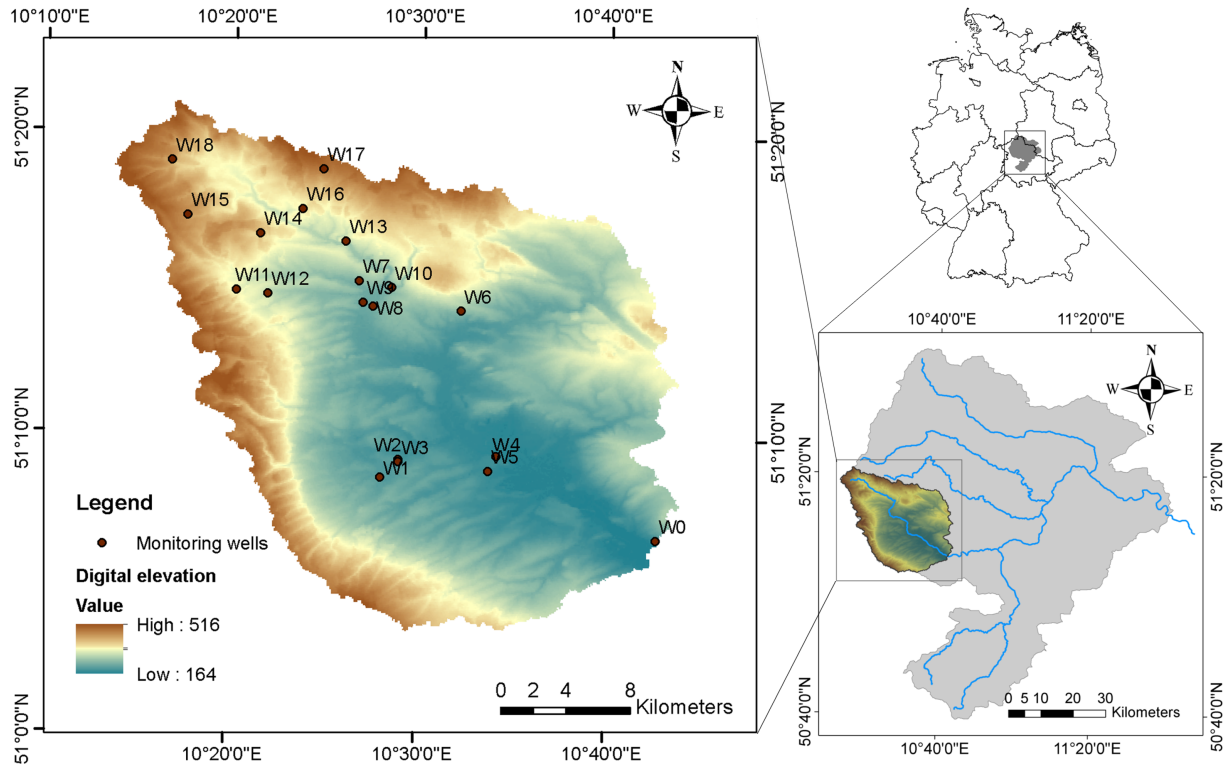 10°10'0"E 10°20'0"E 10°30'0"E 10°40'0"E
N
W E
S
51°20'0"N
51°20'0"N
W18
W17
W15
W16
W14
W13
W11
W12
W7
W10
W9
W8
W6
51°10'0"N
51°10'0"N
W2
W3
W4
W5
W1
W0
Legend
Monitoring wells
Digital elevation
Value
High : 516
Low : 164
0 2 4 8
Kilometers
51°0'0"N
10°20'0"E 10°30'0"E 10°40'0"E
10°40'0"E 11°20'0"E
N
W E
S
51°20'0"N
51°20'0"N
0 5 10 20 30
Kilometers
50°40'0"N
50°40'0"N
10°40'0"E 11°20'0"E